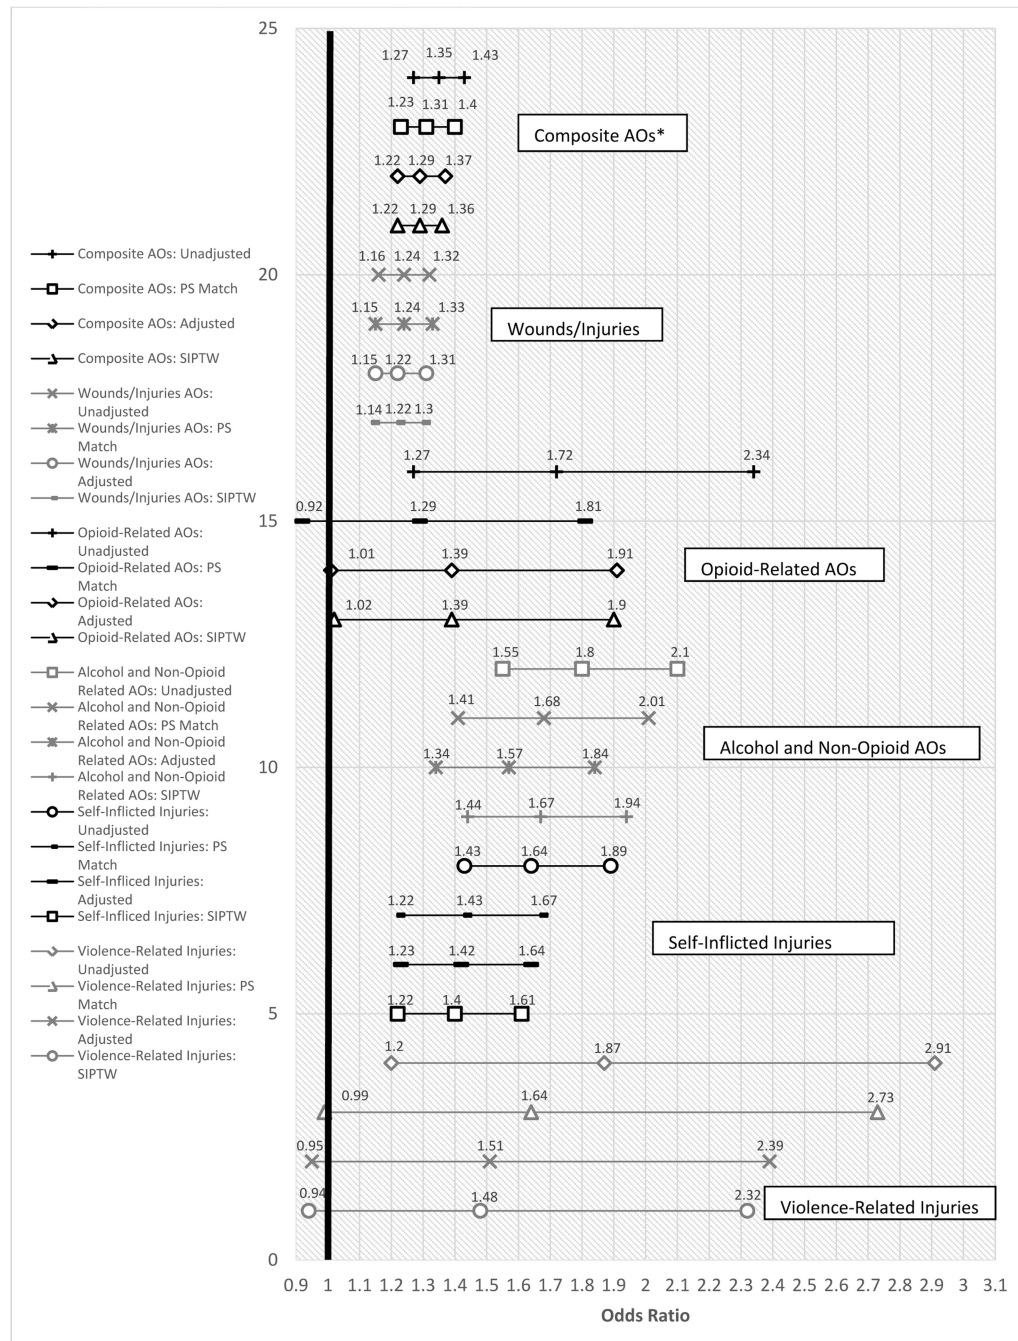 25
1.27 1.35 1.43
1.23 1.31 1.4
Composite AOs*
1.22 1.29 1.37
1.22 1.29 1.36
Composite AOs: Unadjusted
Composite AOs: PS Match
Composite AOs: Adjusted
Composite AOs: SIPTW
Wounds/Injuries AOs:
Unadjusted
Wounds/Injuries AOs: PS
Match
Wounds/Injuries AOs:
Adjusted
Wounds/Injuries AOs: SIPTW
Opioid-Related AOs:
Unadjusted
Opioid-Related AOs: PS
Match
Opioid-Related AOs:
Adjusted
Opioid-Related AOs: SIPTW
Alcohol and Non-Opioid
Related AOs: Unadjusted
Alcohol and Non-Opioid
Related AOs: PS Match
Alcohol and Non-Opioid
Related AOs: Adjusted
Alcohol and Non-Opioid
Related AOs: SIPTW
Self-Inflicted Injuries:
Unadjusted
Self-Inflicted Injuries: PS
Match
Self-Infliced Injuries:
Adjusted
Self-Infliced Injuries: SIPTW
Violence-Related Injuries:
Unadjusted
Violence-Related Injuries: PS
Match
Violence-Related Injuries:
Adjusted
Violence-Related Injuries:
SIPTW
20
1.16 1.24 1.32
1.15 1.24 1.33
Wounds/Injuries
1.15 1.22 1.31
1.14 1.22 1.3
1.27 1.72 2.34
15
0.92 1.29 1.81
1.01 1.39 1.91
Opioid-Related AOs
1.02 1.39 1.9
1.55 1.8 2.1
1.41 1.68 2.01
Alcohol and Non-Opioid AOs
10
1.34 1.57 1.84
1.44 1.67 1.94
1.43 1.64 1.89
1.22 1.43 1.67
Self-Inflicted Injuries
1.23 1.42 1.64
5
1.22 1.4 1.61
1.2 1.87 2.91
0.99 1.64 2.73
0.95 1.51 2.39
0.94 1.48 2.32
Violence-Related Injuries
0
0.9 1 1.1 1.2 1.3 1.4 1.5 1.6 1.7 1.8 1.9 2 2.1 2.2 2.3 2.4 2.5 2.6 2.7 2.8 2.9 3 3.1
Odds Ratio